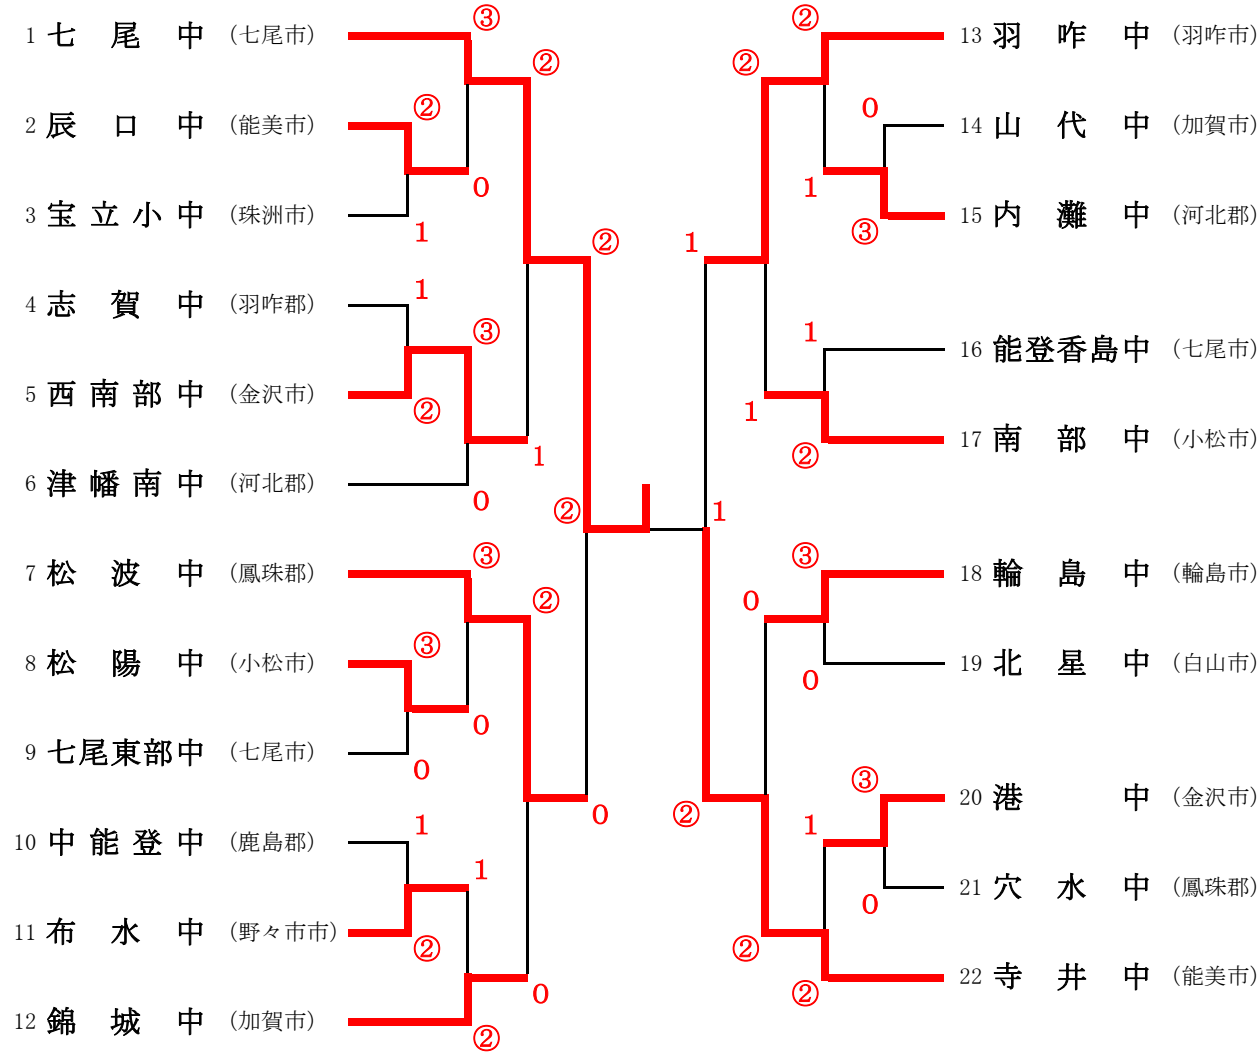 1 七尾中 （七尾市）
2 辰口中 （能美市）
3 宝立小中 （珠洲市）
4 志賀中 （羽咋郡）
5 西南部中 （金沢市）
6 津幡南中 （河北郡）
7 松波中 （鳳珠郡）
8 松陽中 （小松市）
9 七尾東部中 （七尾市）
10 中能登中 （鹿島郡）
11 布水中 （野々市市）
12 錦城中 （加賀市）
③
②
②
0
1
1
③
②
②
1
0
②
③
②
③
0
0
0
1
1
②
0
②
②
②
1
0
1
②
1
③
1
1
②
1
③
0
0
③
1
0
②
②
②
13 羽咋中 （羽咋市）
14 山代中 （加賀市）
15 内灘中 （河北郡）
16 能登香島中 （七尾市）
17 南部中 （小松市）
18 輪島中 （輪島市）
19 北星中 （白山市）
20 港中 （金沢市）
21 穴水中 （鳳珠郡）
22 寺井中 （能美市）